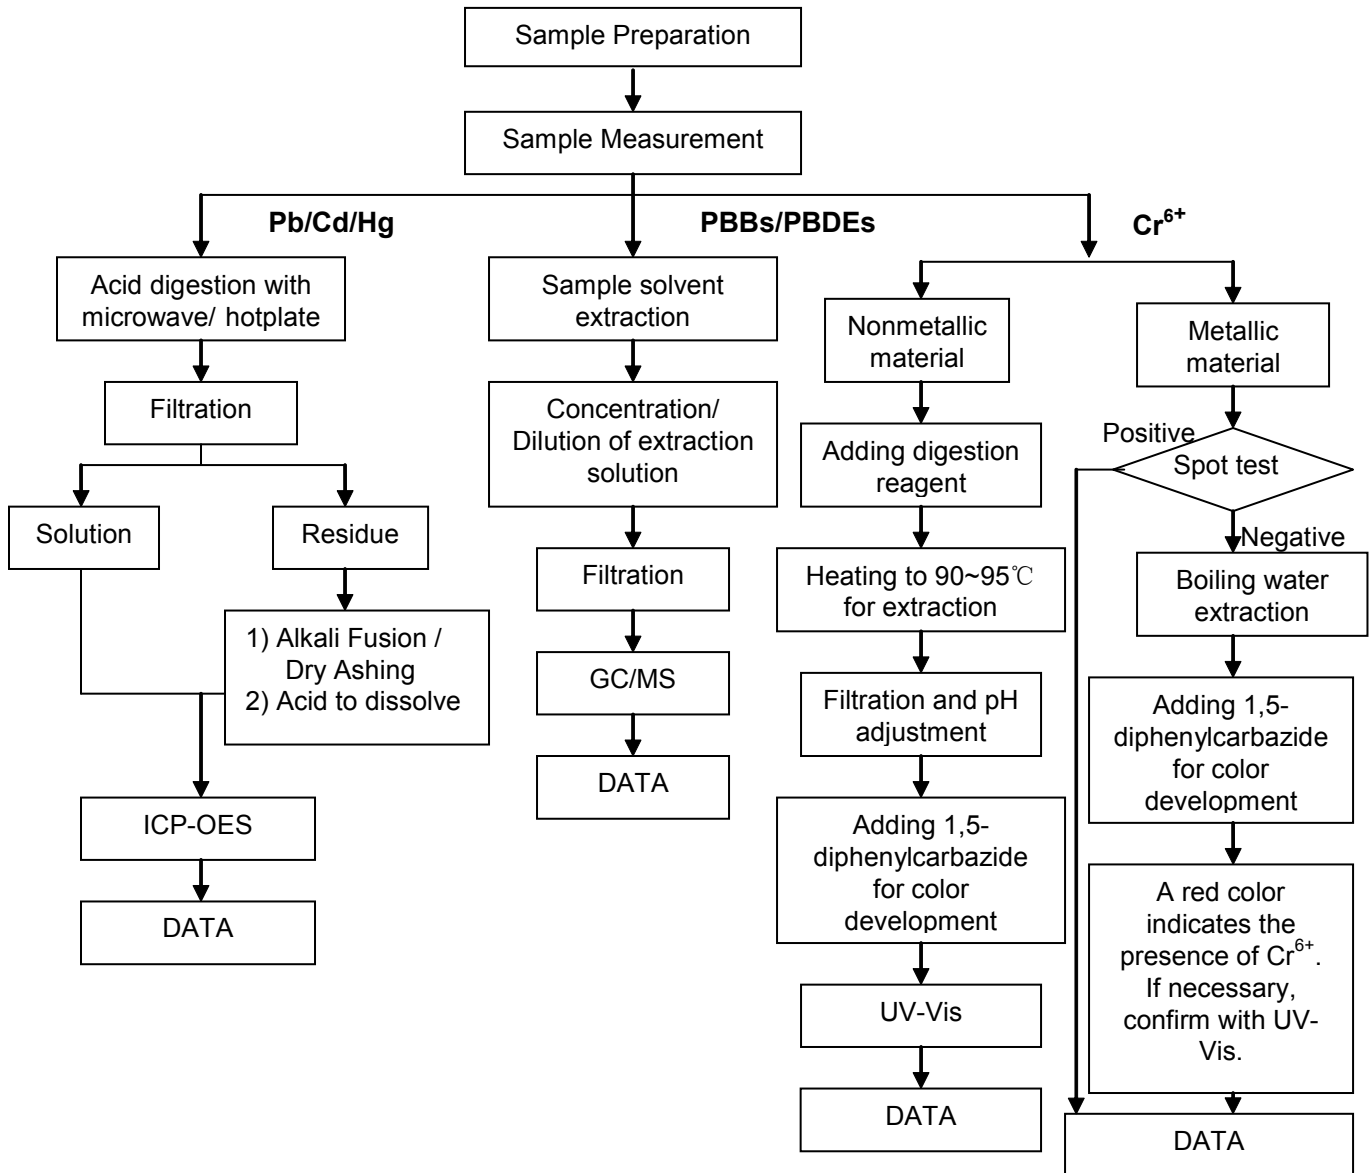 Sample Preparation
Sample Measurement
Pb/Cd/Hg
PBBs/PBDEs
Cr⁶⁺
Acid digestion with
microwave/ hotplate
Filtration
Solution
Residue
1) Alkali Fusion /
Dry Ashing
2) Acid to dissolve
ICP-OES
DATA
Sample solvent
extraction
Concentration/
Dilution of extraction
solution
Filtration
GC/MS
DATA
Nonmetallic
material
Adding digestion
reagent
Heating to 90~95℃
for extraction
Filtration and pH
adjustment
Adding 1,5-
diphenylcarbazide
for color
development
UV-Vis
DATA
Metallic
material
Positive
Spot test
Negative
Boiling water
extraction
Adding 1,5-
diphenylcarbazide
for color
development
A red color
indicates the
presence of Cr⁶⁺.
If necessary,
confirm with UV-
Vis.
DATA